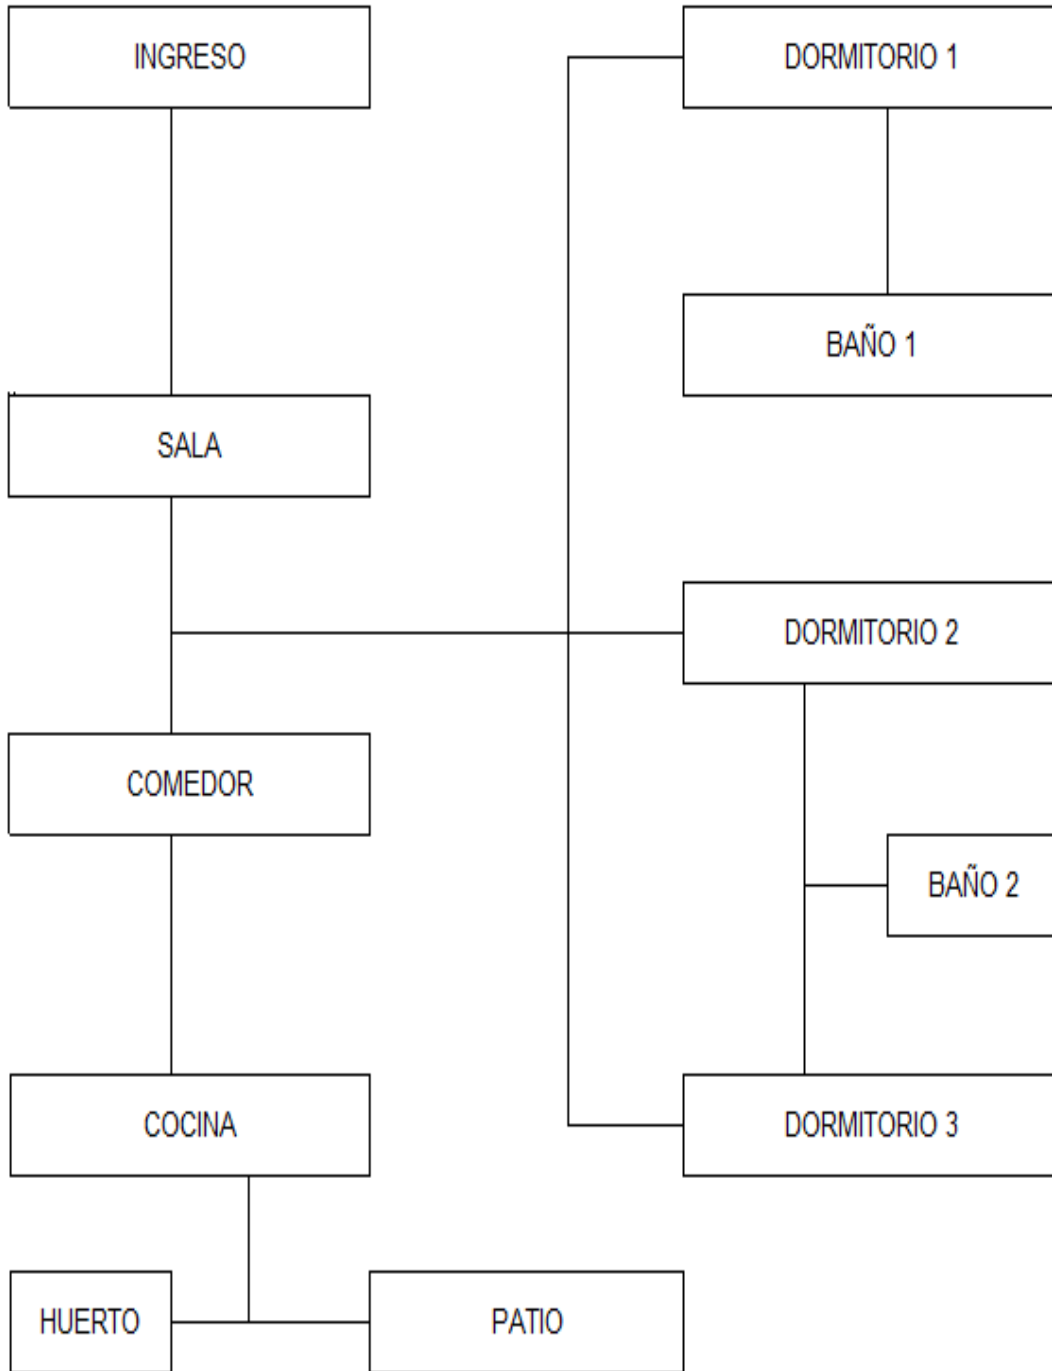 INGRESO
DORMITORIO 1
BAÑO 1
SALA
DORMITORIO 2
COMEDOR
BAÑO 2
COCINA
DORMITORIO 3
HUERTO
PATIO